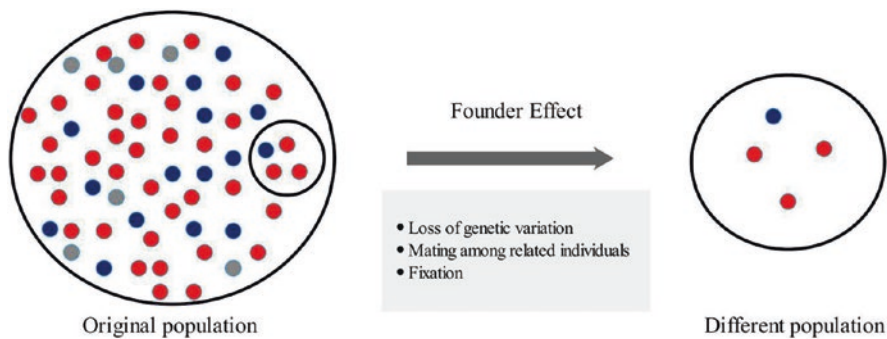 Founder Effect
• Loss of genetic variation
• Mating among related individuals
• Fixation
Original population
Different population